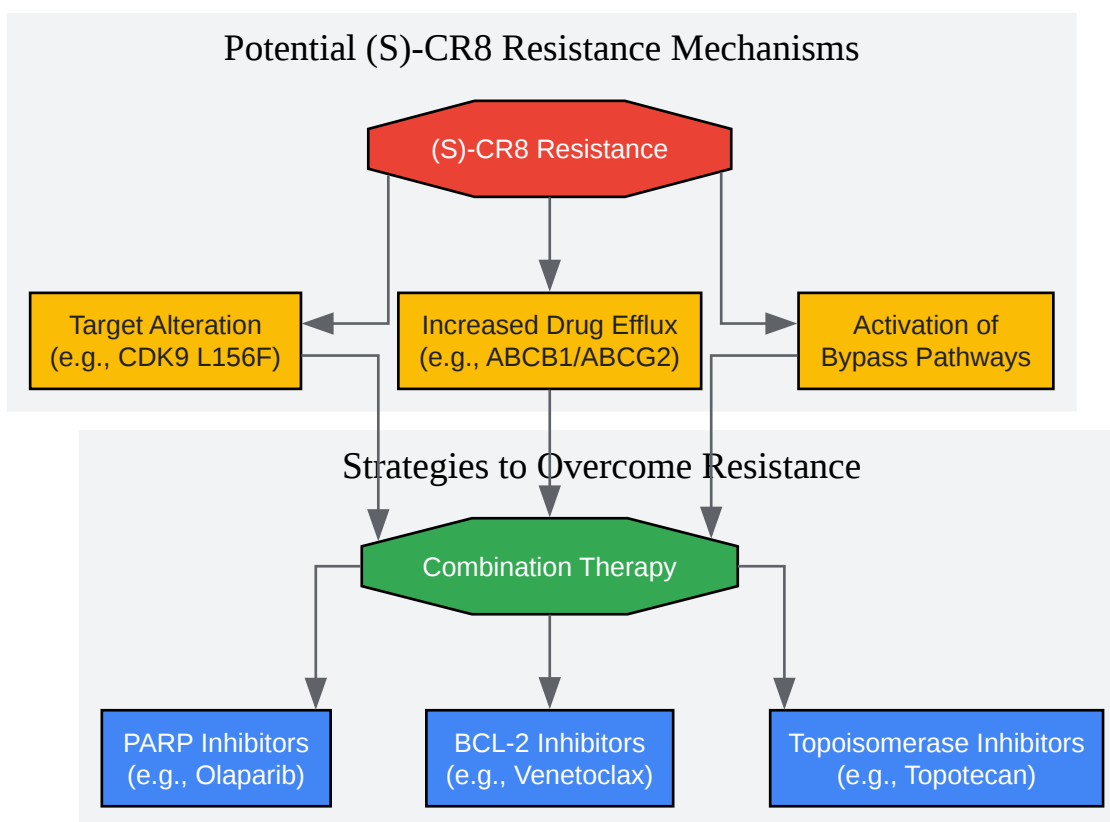 Potential (S)-CR8 Resistance Mechanisms
(S)-CR8 Resistance
Target Alteration
(e.g., CDK9 L156F)
Increased Drug Efflux
(e.g., ABCB1/ABCG2)
Activation of
Bypass Pathways
Strategies to Overcome Resistance
Combination Therapy
PARP Inhibitors
(e.g., Olaparib)
BCL-2 Inhibitors
(e.g., Venetoclax)
Topoisomerase Inhibitors
(e.g., Topotecan)